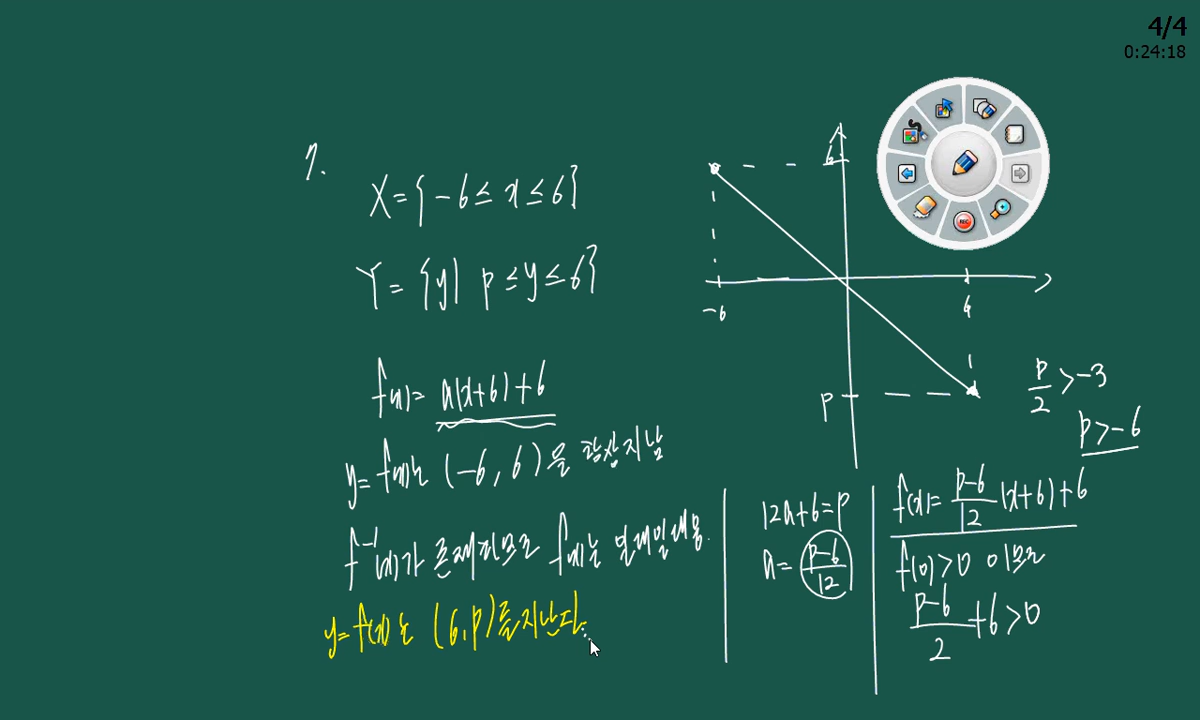 4/4
0:24:18
7.
X={-6≤x≤6}
Y={y| p≤y≤6}
f(x)=a(x+6)+6
y=f(x)는 (-6, 6)을 항상지남
f⁻¹(x)가 존재하므로 f(x)는 일대일대응.
y=f(x)는 (6,p)를지난다.
6
-6
6
p
p/2>-3
p>-6
12a+6=p
a=(p-6)/12
f(x)=(p-6)/12(x+6)+6
f(0)>0 이므로
(p-6)/2+6>0
REC